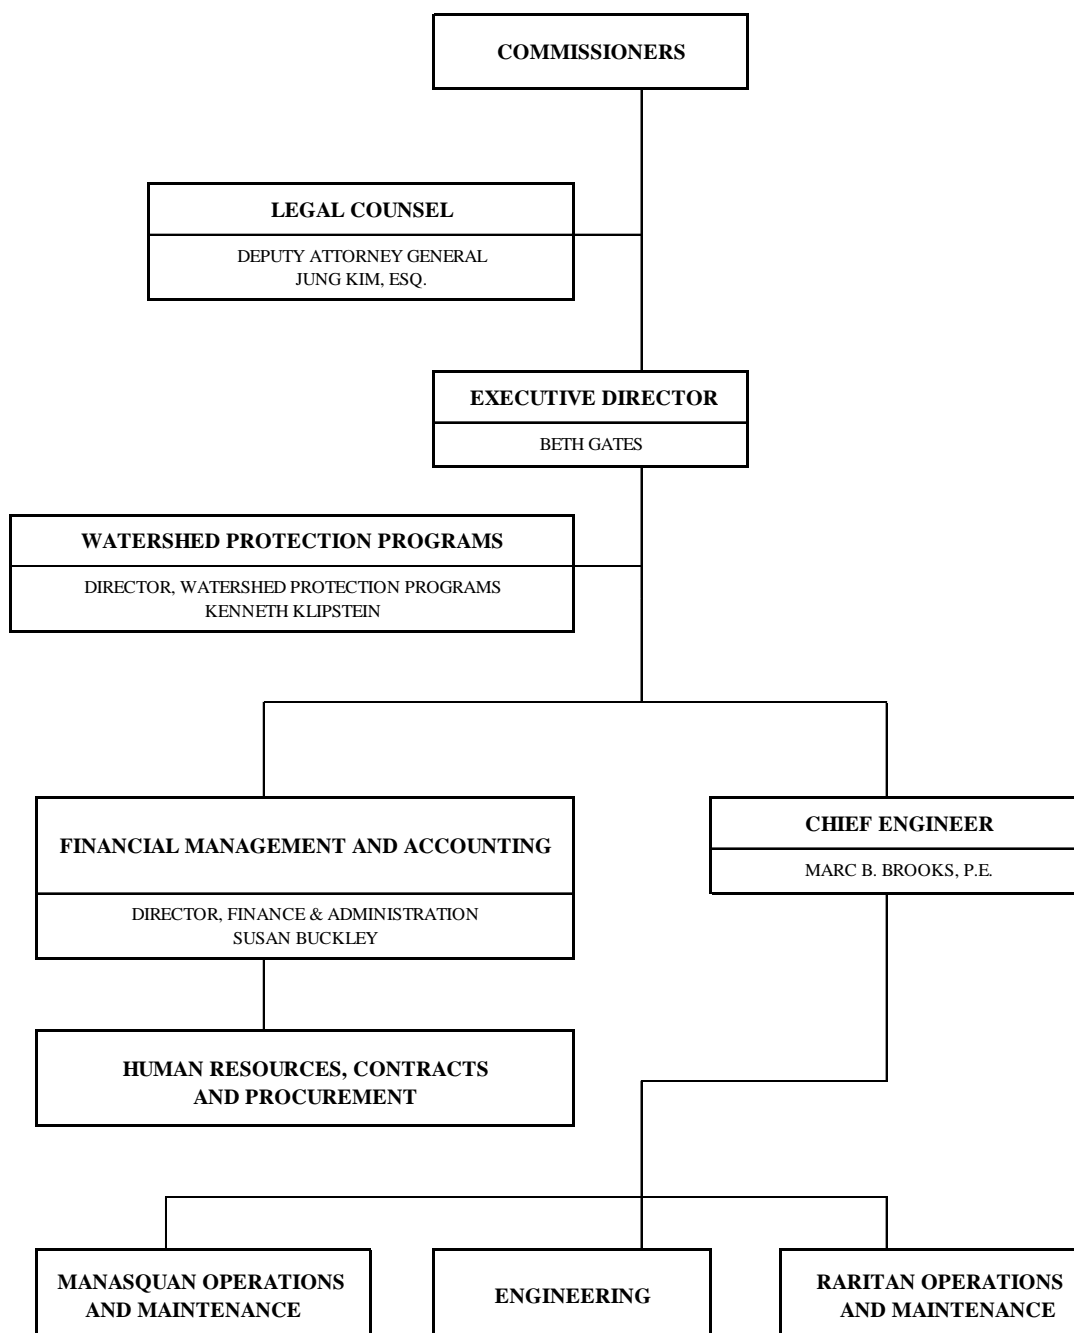 COMMISSIONERS
LEGAL COUNSEL
DEPUTY ATTORNEY GENERAL
JUNG KIM, ESQ.
EXECUTIVE DIRECTOR
BETH GATES
WATERSHED PROTECTION PROGRAMS
DIRECTOR, WATERSHED PROTECTION PROGRAMS
KENNETH KLIPSTEIN
FINANCIAL MANAGEMENT AND ACCOUNTING
DIRECTOR, FINANCE & ADMINISTRATION
SUSAN BUCKLEY
CHIEF ENGINEER
MARC B. BROOKS, P.E.
HUMAN RESOURCES, CONTRACTS
AND PROCUREMENT
MANASQUAN OPERATIONS
AND MAINTENANCE
ENGINEERING
RARITAN OPERATIONS
AND MAINTENANCE